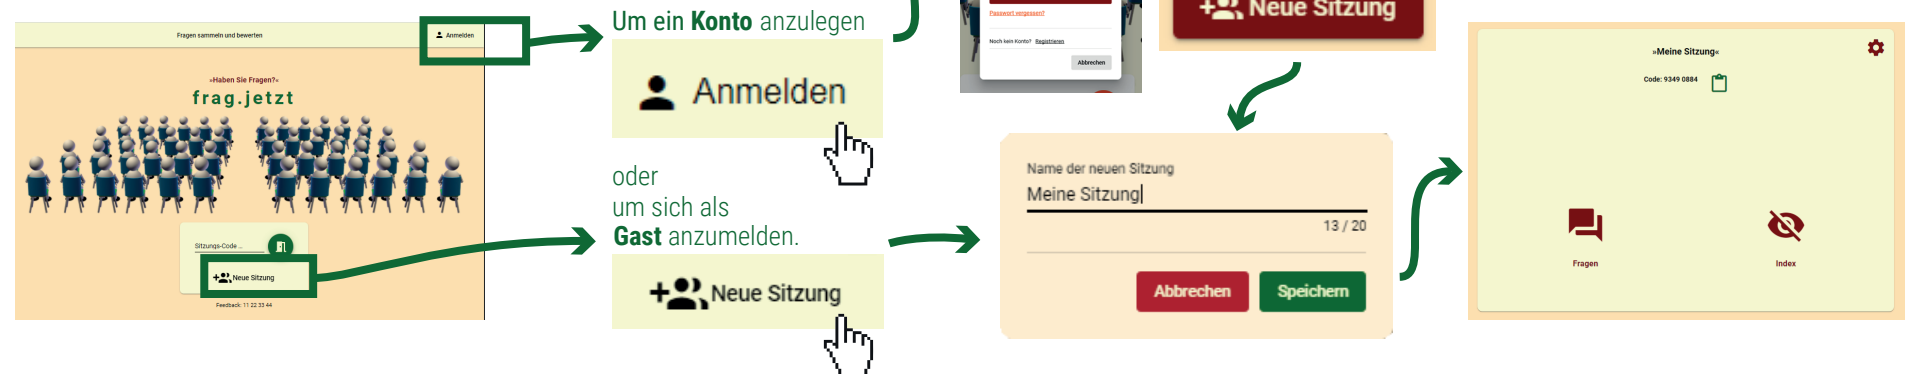 Fragen sammeln und bewerten
Anmelden
»Haben Sie Fragen?«
frag.jetzt
Sitzungs-Code ...
Neue Sitzung
Feedback: 11 22 33 44
Um ein Konto anzulegen
Anmelden
oder
um sich als
Gast anzumelden.
Neue Sitzung
Passwort vergessen?
Noch kein Konto? Registrieren
Abbrechen
Neue Sitzung
Name der neuen Sitzung
Meine Sitzung
13 / 20
Abbrechen
Speichern
»Meine Sitzung«
Code: 9349 0884
Fragen
Index